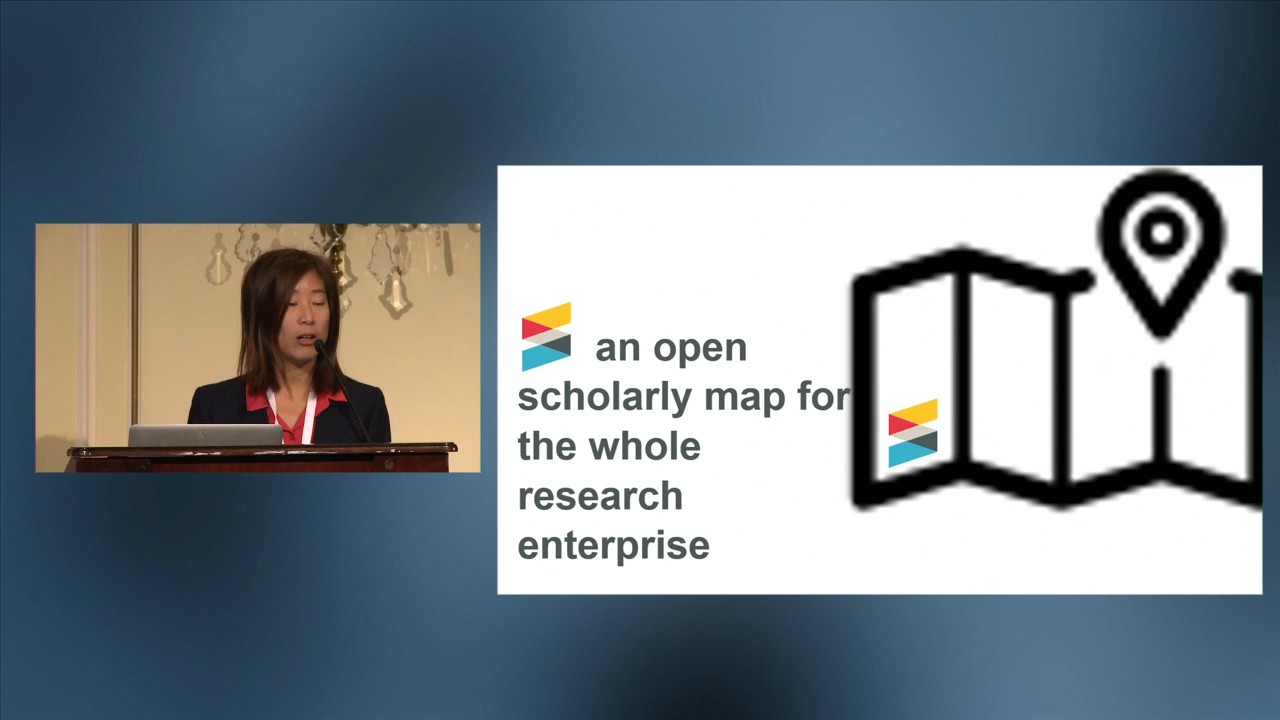 an open
scholarly map for
the whole
research
enterprise